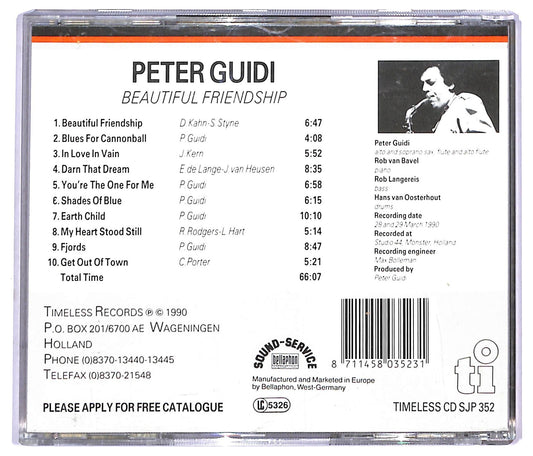 PETER GUIDI
BEAUTIFUL FRIENDSHIP
1. Beautiful Friendship D Kahn-S Styne 6:47
2. Blues For Cannonball P Guidi 4:08
3. In Love In Vain J Kern 5:52
4. Darn That Dream E de Lange-J van Heusen 8:35
5. You're The One For Me P Guidi 6:58
6. Shades Of Blue P Guidi 6:15
7. Earth Child P Guidi 10:10
8. My Heart Stood Still R Rodgers-L Hart 5:14
9. Fjords P Guidi 8:47
10. Get Out Of Town C Porter 5:21
Total Time 66:07
Peter Guidi
alto and soprano sax, flute and alto flute
Rob van Bavel
piano
Rob Langereis
bass
Hans van Oosterhout
drums
Recording date
28 and 29 March 1990
Recorded at
Studio 44, Monster, Holland
Recording engineer
Max Bolleman
Produced by
Peter Guidi
TIMELESS RECORDS ℗ © 1990
P.O. BOX 201/6700 AE WAGENINGEN
HOLLAND
PHONE (0)8370-13440-13445
TELEFAX (0)8370-21548
PLEASE APPLY FOR FREE CATALOGUE
SOUND-SERVICE
bellaphon
Manufactured and Marketed in Europe
by Bellaphon, West-Germany
LC 5326
8 711458 035231
ti
TIMELESS CD SJP 352